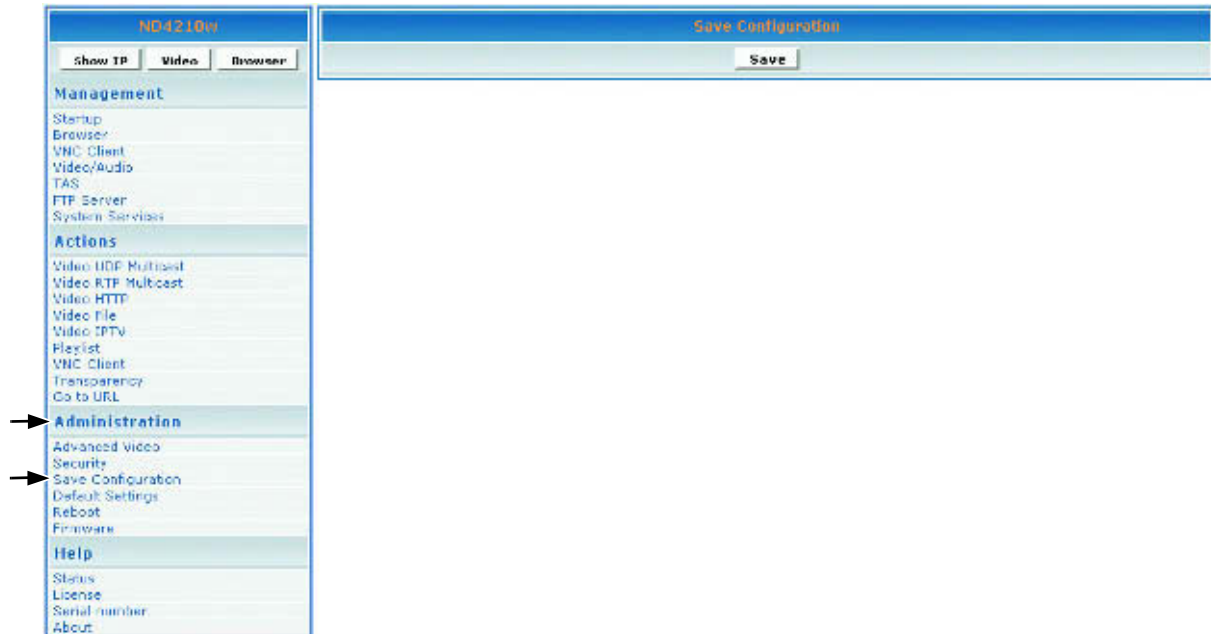 ND4210w
Show IP Video Browser
Management
Startup
Browser
VNC Client
Video/Audio
TAS
FTP Server
System Services
Actions
Video UDP Multicast
Video RTP Multicast
Video HTTP
Video File
Video IPTV
Playlist
VNC Client
Transparency
Go to URL
Administration
Advanced Video
Security
Save Configuration
Default Settings
Reboot
Firmware
Help
Status
License
Serial number
About
Save Configuration
Save